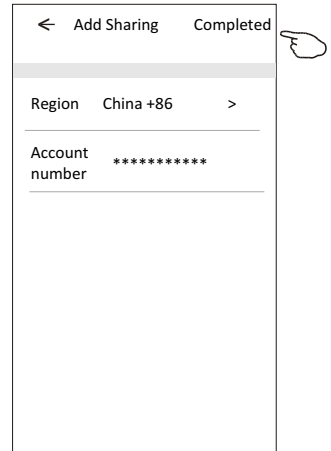 ← Add Sharing Completed
Region China +86 >
Account
number ***********